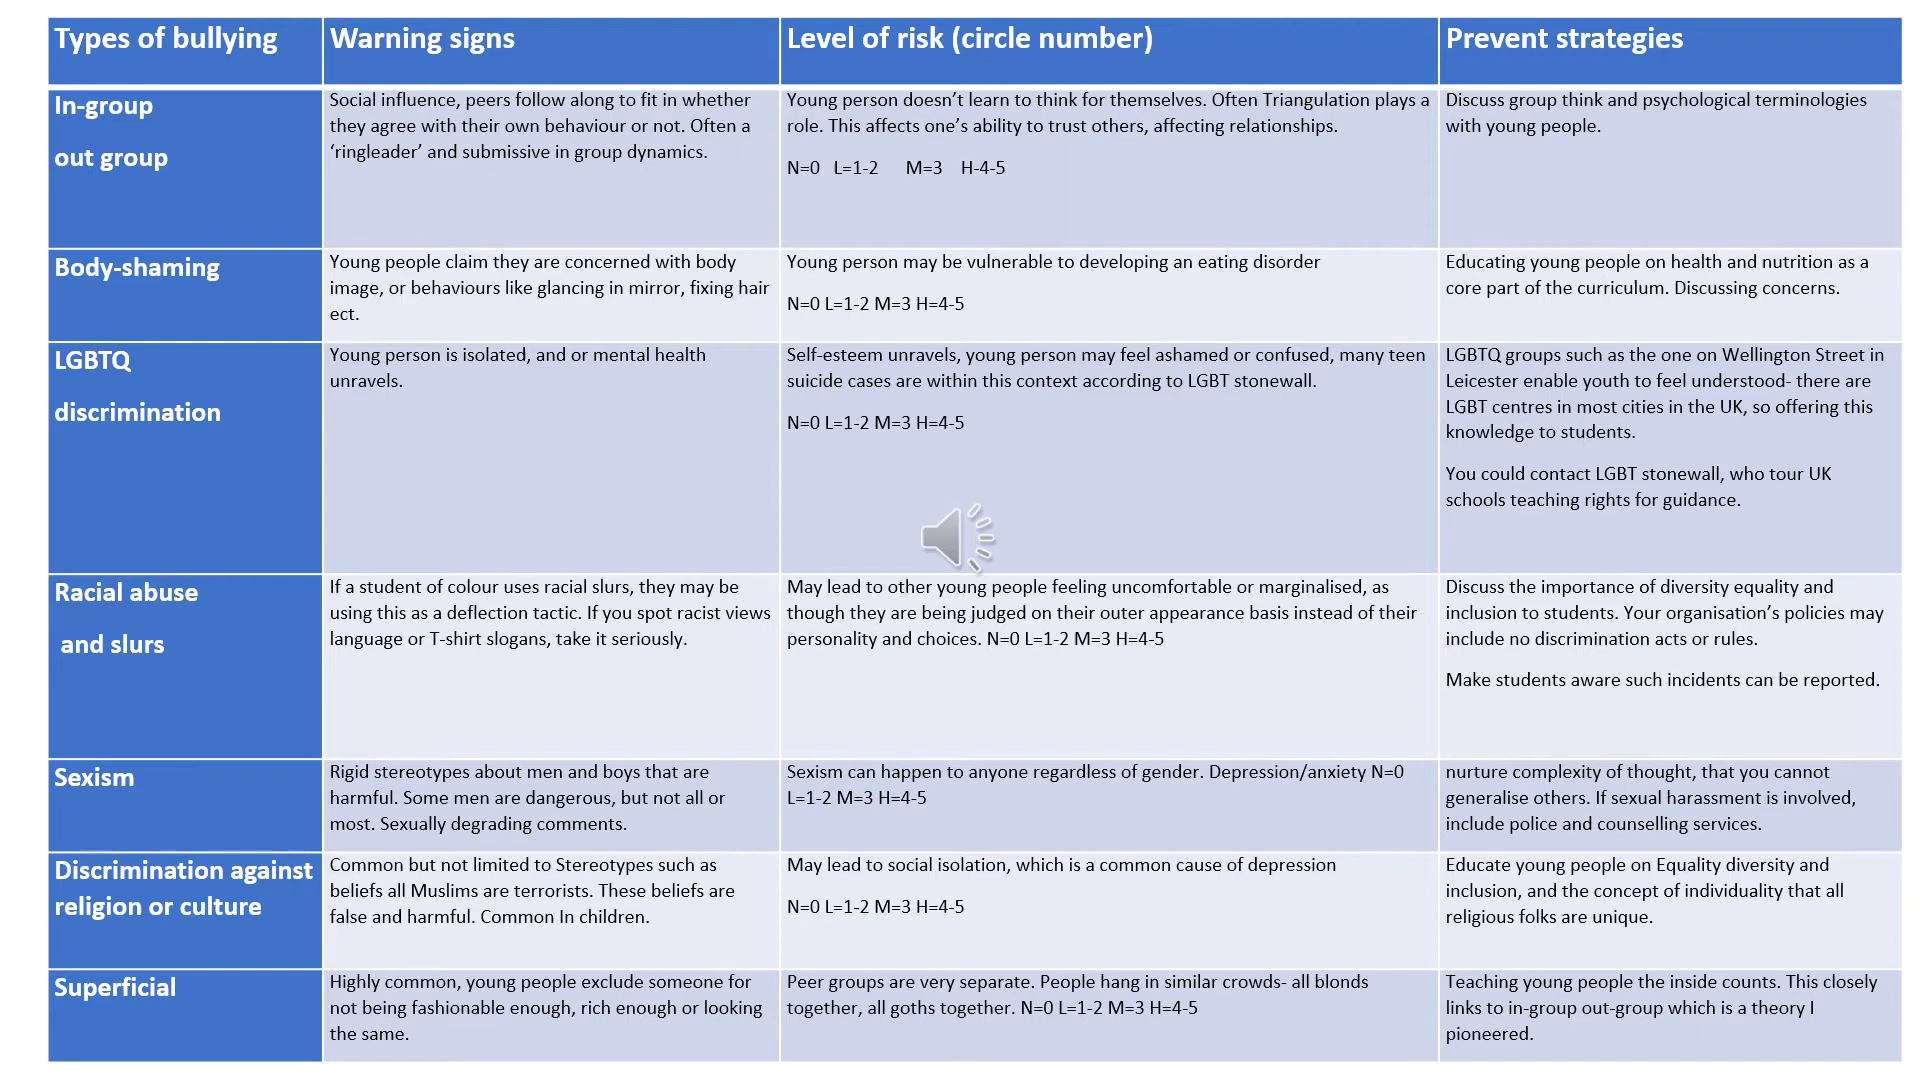 Types of bullying
Warning signs
Level of risk (circle number)
Prevent strategies
In-group
out group
Social influence, peers follow along to fit in whether
they agree with their own behaviour or not. Often a
‘ringleader’ and submissive in group dynamics.
Young person doesn’t learn to think for themselves. Often Triangulation plays a
role. This affects one’s ability to trust others, affecting relationships.
N=0 L=1-2 M=3 H-4-5
Discuss group think and psychological terminologies
with young people.
Body-shaming
Young people claim they are concerned with body
image, or behaviours like glancing in mirror, fixing hair
ect.
Young person may be vulnerable to developing an eating disorder
N=0 L=1-2 M=3 H=4-5
Educating young people on health and nutrition as a
core part of the curriculum. Discussing concerns.
LGBTQ
discrimination
Young person is isolated, and or mental health
unravels.
Self-esteem unravels, young person may feel ashamed or confused, many teen
suicide cases are within this context according to LGBT stonewall.
N=0 L=1-2 M=3 H=4-5
LGBTQ groups such as the one on Wellington Street in
Leicester enable youth to feel understood- there are
LGBT centres in most cities in the UK, so offering this
knowledge to students.
You could contact LGBT stonewall, who tour UK
schools teaching rights for guidance.
Racial abuse
and slurs
If a student of colour uses racial slurs, they may be
using this as a deflection tactic. If you spot racist views
language or T-shirt slogans, take it seriously.
May lead to other young people feeling uncomfortable or marginalised, as
though they are being judged on their outer appearance basis instead of their
personality and choices. N=0 L=1-2 M=3 H=4-5
Discuss the importance of diversity equality and
inclusion to students. Your organisation’s policies may
include no discrimination acts or rules.
Make students aware such incidents can be reported.
Sexism
Rigid stereotypes about men and boys that are
harmful. Some men are dangerous, but not all or
most. Sexually degrading comments.
Sexism can happen to anyone regardless of gender. Depression/anxiety N=0
L=1-2 M=3 H=4-5
nurture complexity of thought, that you cannot
generalise others. If sexual harassment is involved,
include police and counselling services.
Discrimination against
religion or culture
Common but not limited to Stereotypes such as
beliefs all Muslims are terrorists. These beliefs are
false and harmful. Common In children.
May lead to social isolation, which is a common cause of depression
N=0 L=1-2 M=3 H=4-5
Educate young people on Equality diversity and
inclusion, and the concept of individuality that all
religious folks are unique.
Superficial
Highly common, young people exclude someone for
not being fashionable enough, rich enough or looking
the same.
Peer groups are very separate. People hang in similar crowds- all blonds
together, all goths together. N=0 L=1-2 M=3 H=4-5
Teaching young people the inside counts. This closely
links to in-group out-group which is a theory I
pioneered.